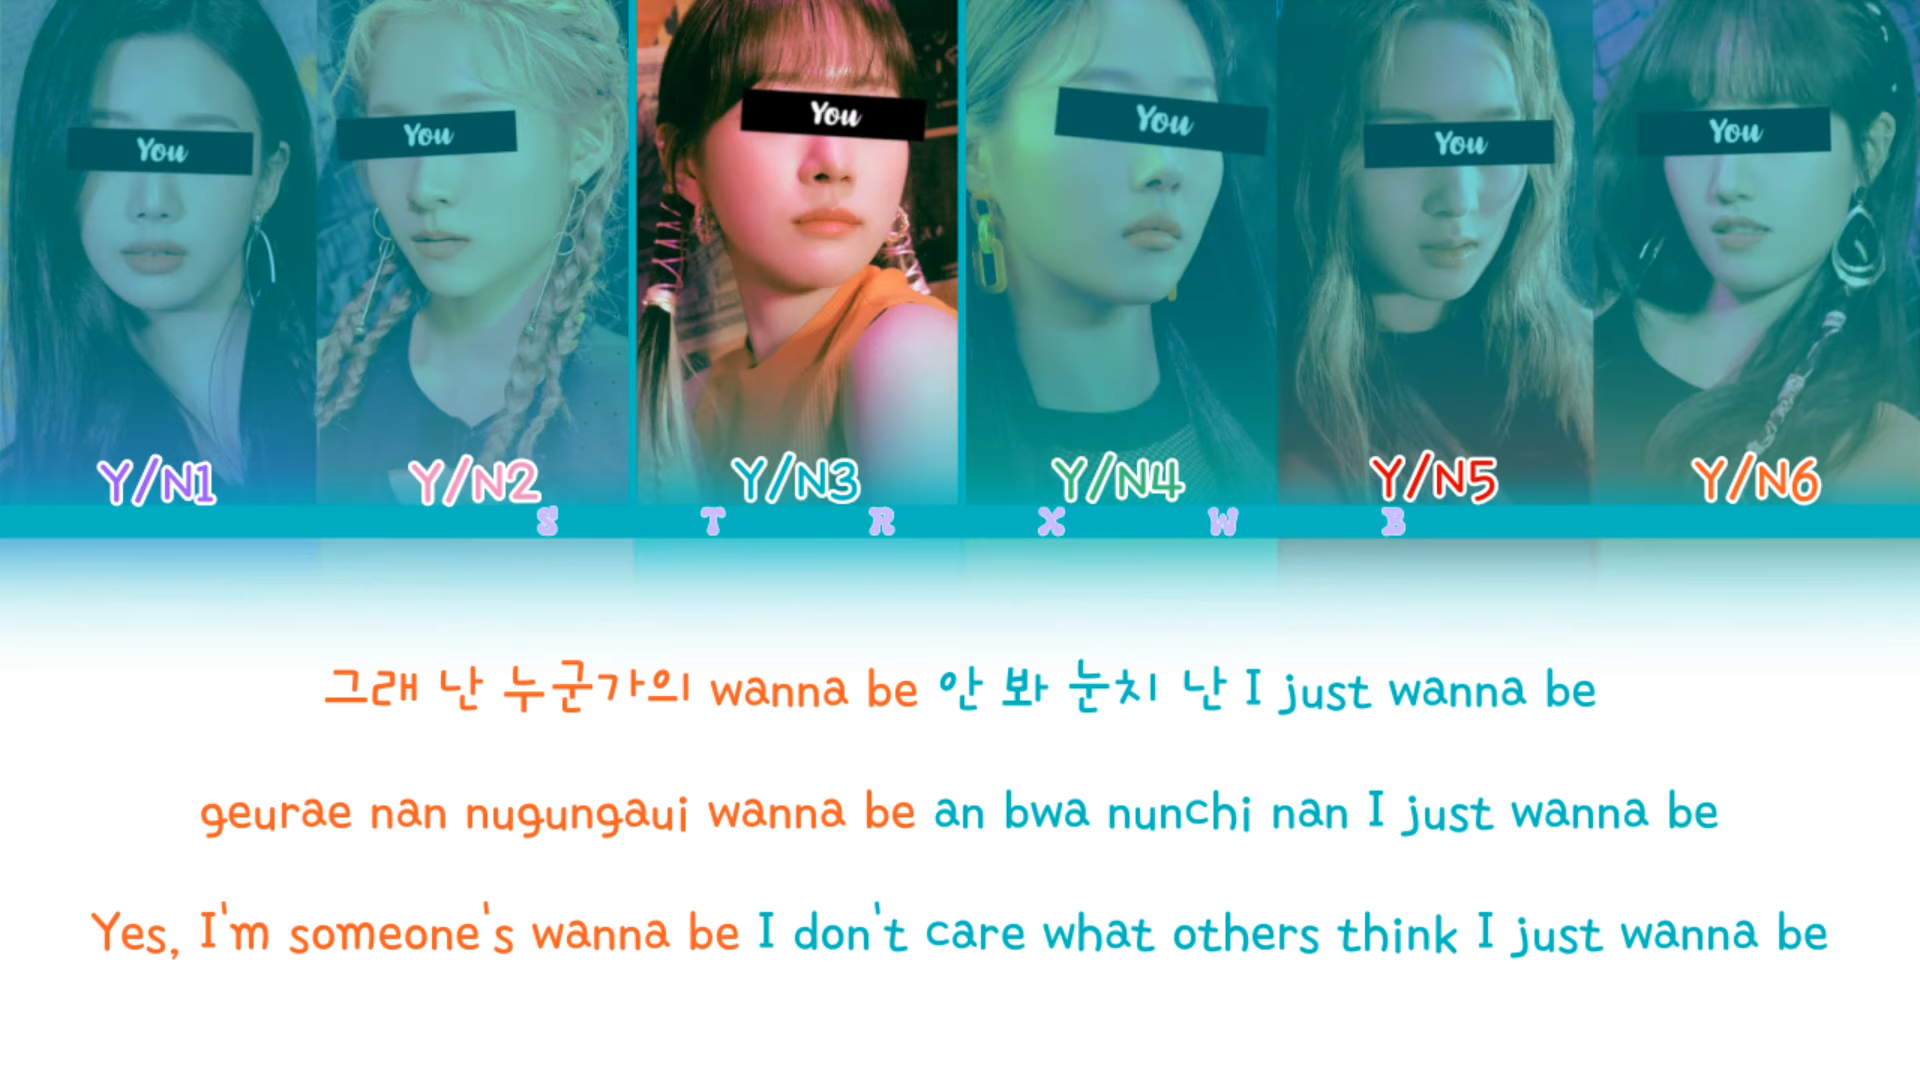 You You You You You You
Y/N1 Y/N2 Y/N3 Y/N4 Y/N5 Y/N6
S T R X W B
그래 난 누군가의 wanna be 안 봐 눈치 난 I just wanna be
geurae nan nugungaui wanna be an bwa nunchi nan I just wanna be
Yes, I'm someone's wanna be I don't care what others think I just wanna be